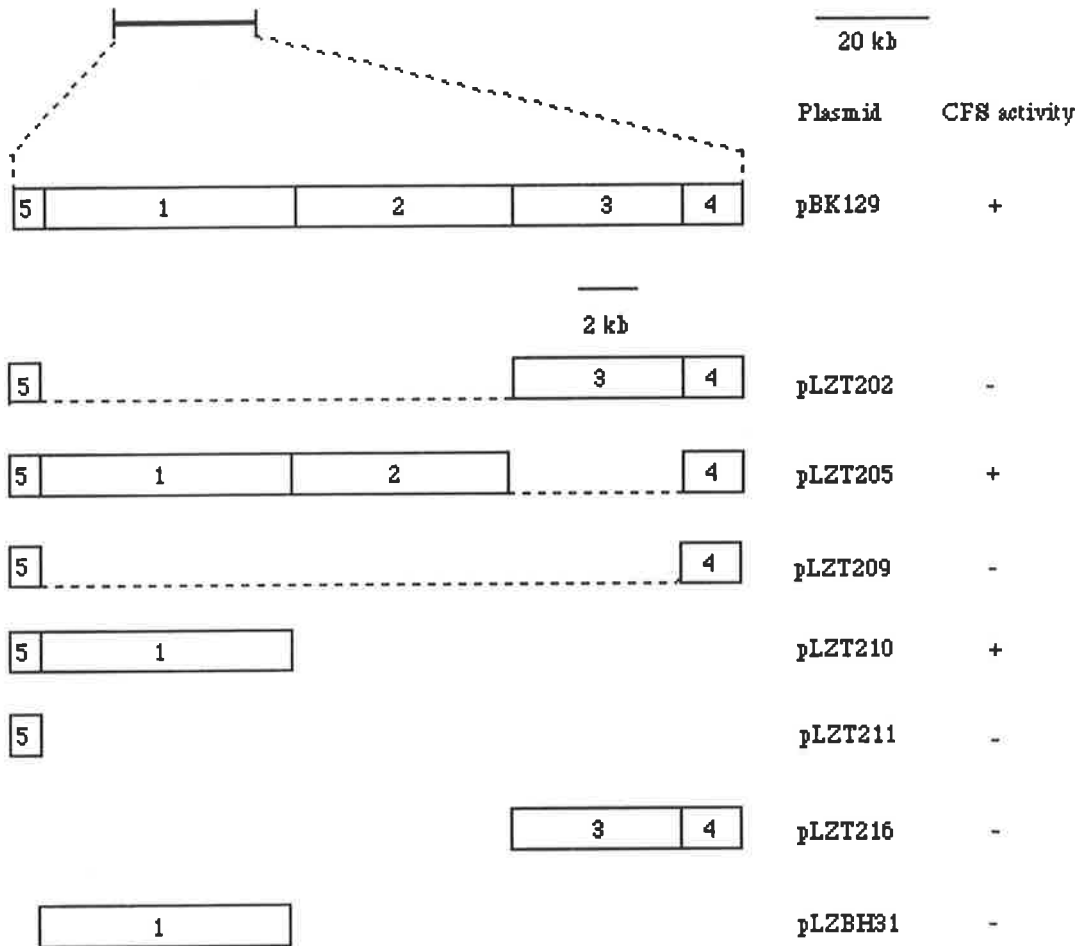 20 kb
Plasmid CFS activity
5 1 2 3 4 pBK129 +
2 kb
5 3 4 pLZT202 -
5 1 2 4 pLZT205 +
5 4 pLZT209 -
5 1 pLZT210 +
5 pLZT211 -
3 4 pLZT216 -
1 pLZBH31 -